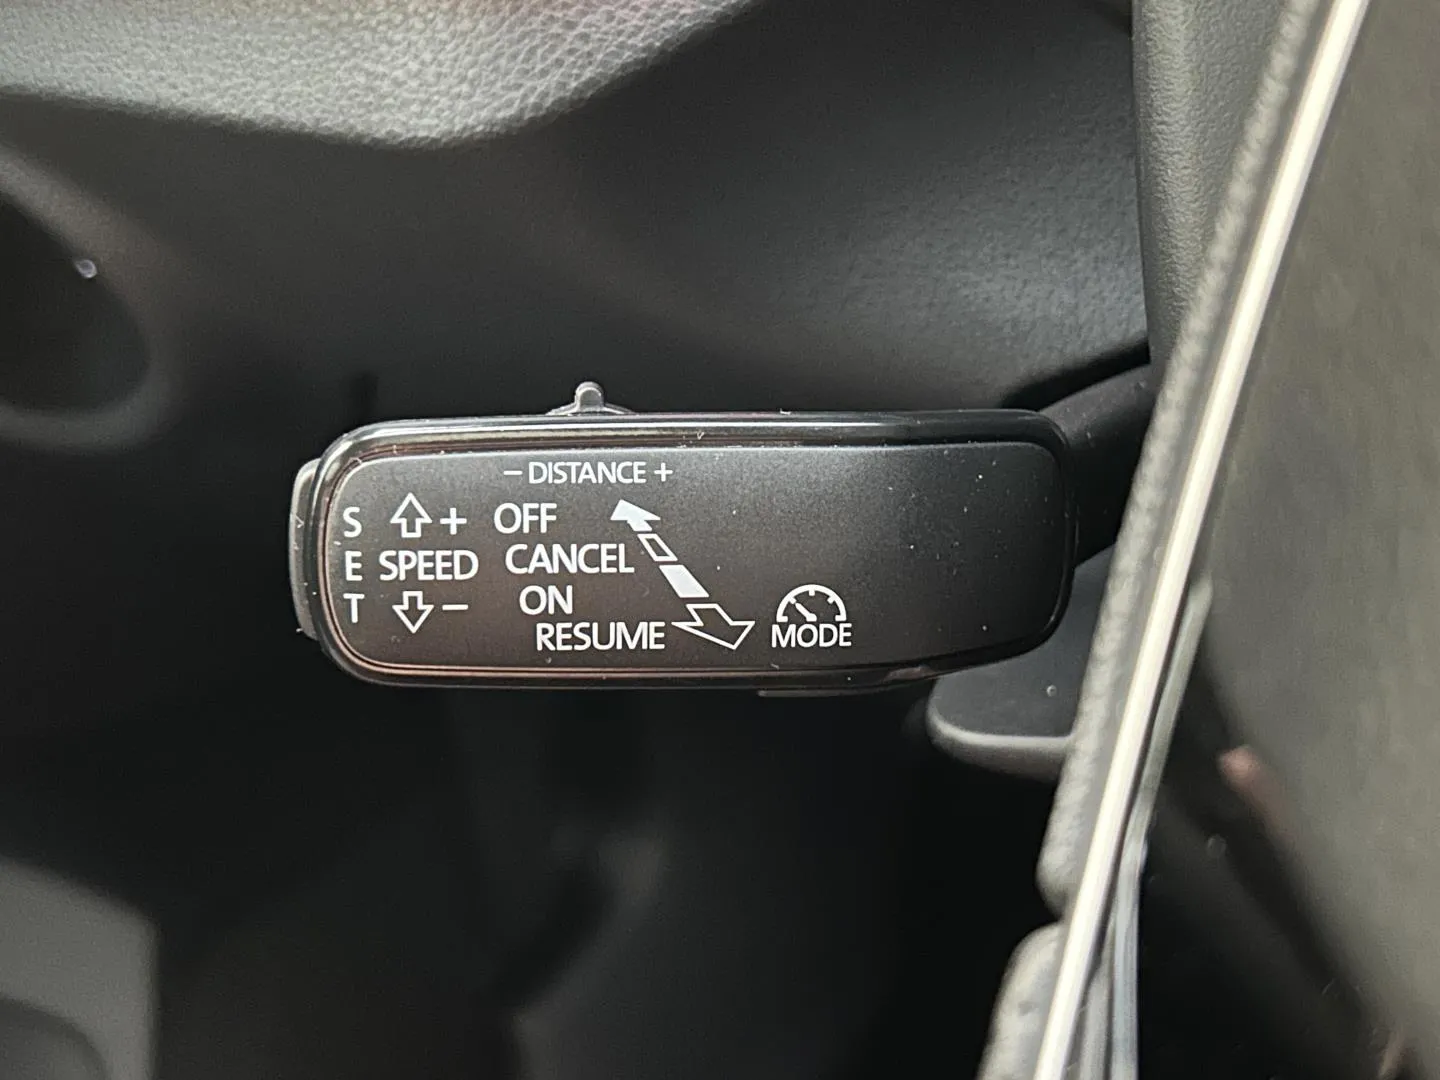 − DISTANCE +
S + OFF
E SPEED CANCEL
T − ON
RESUME MODE